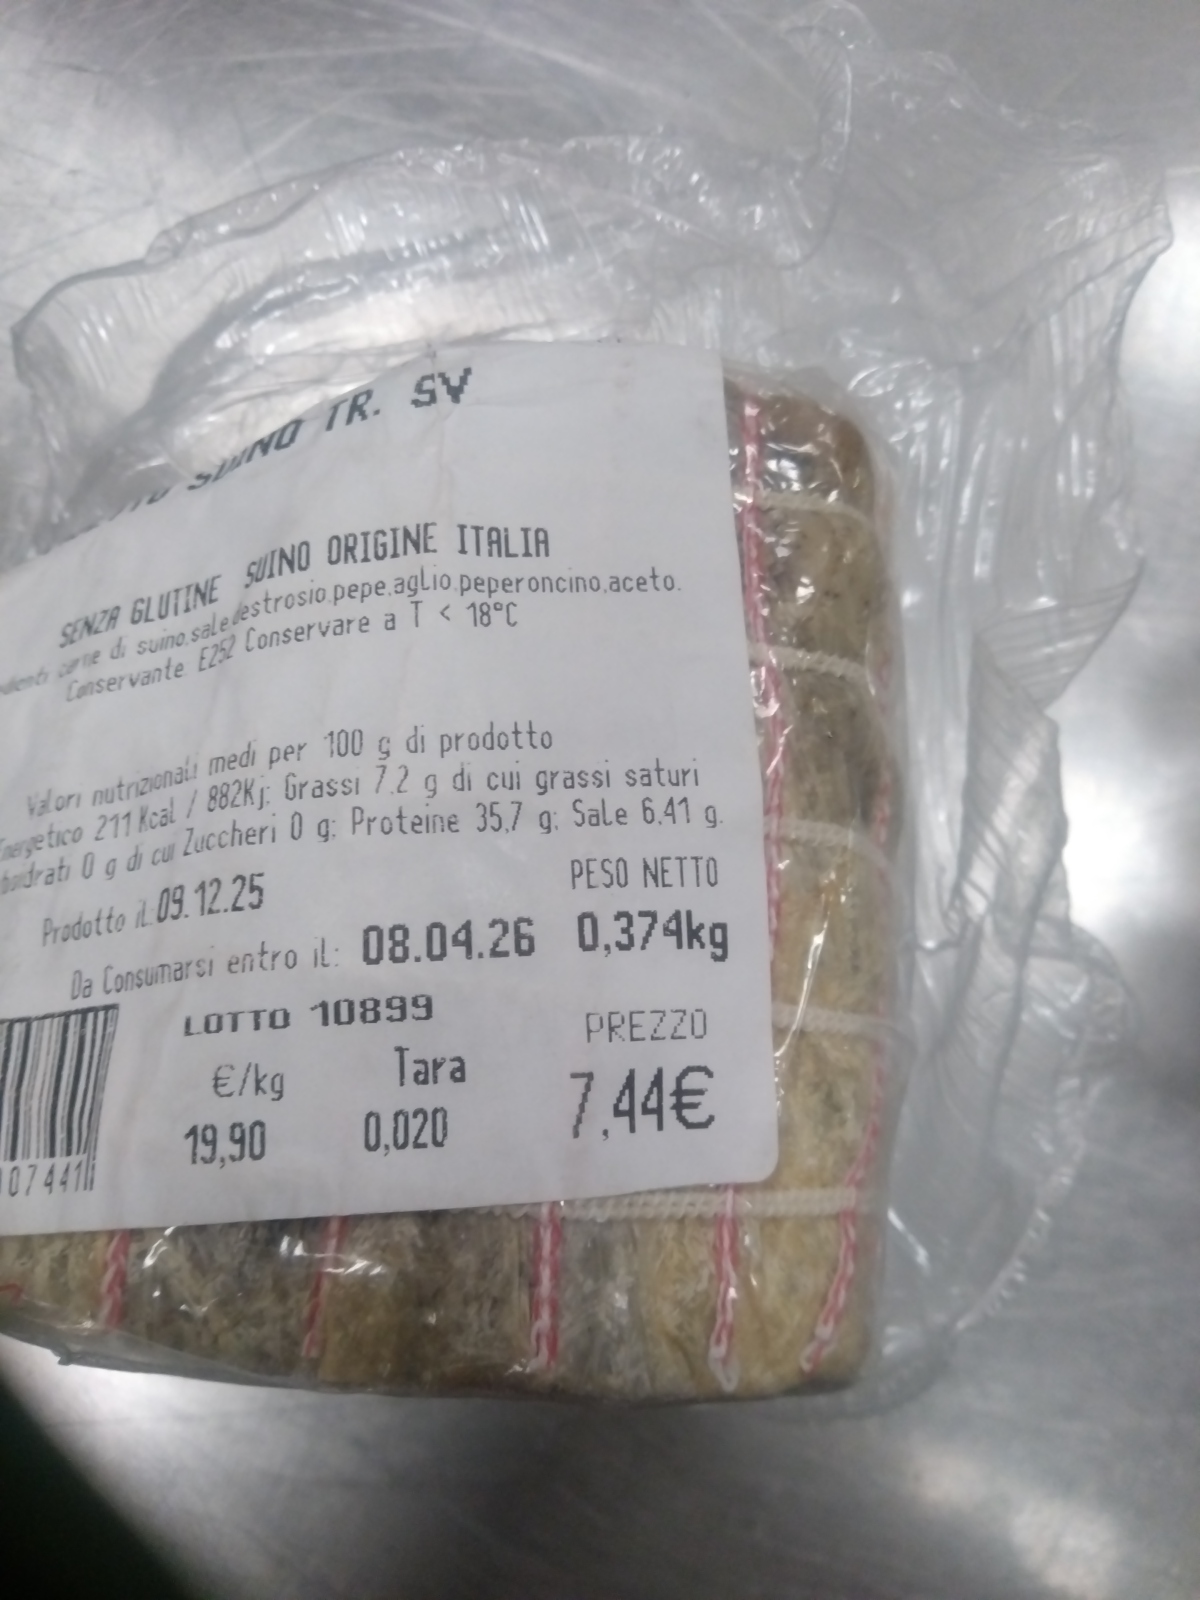 SUINO TR. SV
SENZA GLUTINE SUINO ORIGINE ITALIA
carne di suino,sale,destrosio,pepe,aglio,peperoncino,aceto.
Conservante E252 Conservare a T < 18°C
Valori nutrizionali medi per 100 g di prodotto
Energetico 211 Kcal / 882Kj; Grassi 7,2 g di cui grassi saturi
0 g di cui Zuccheri 0 g; Proteine 35,7 g; Sale 6,41 g.
Prodotto il:09.12.25
PESO NETTO
Da Consumarsi entro il: 08.04.26 0,374kg
LOTTO 10899
PREZZO
€/kg Tara
19,90 0,020 7,44€
07441